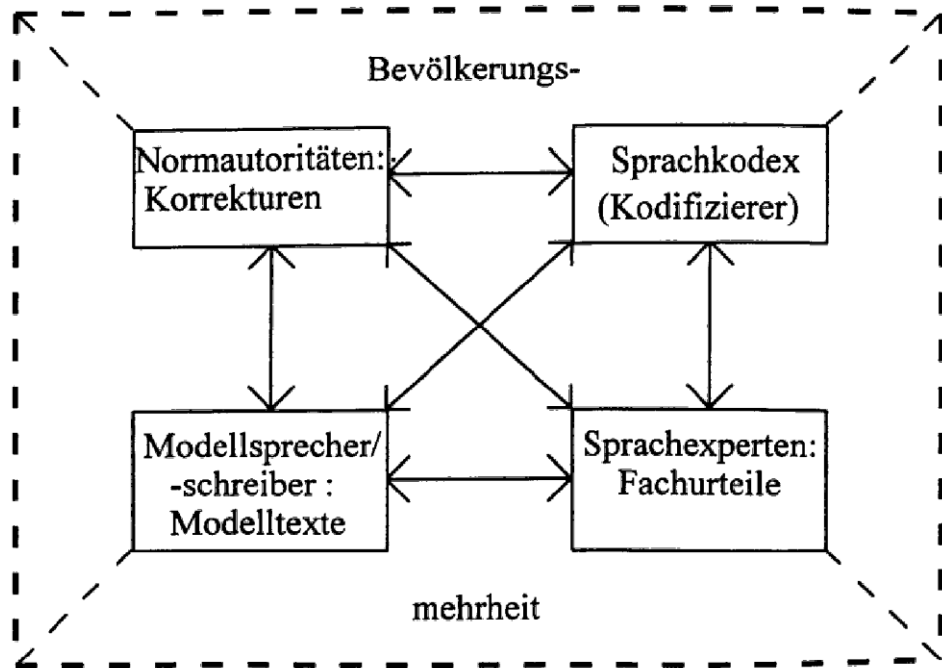 Bevölkerungs-
Normautoritäten:
Korrekturen
Sprachkodex
(Kodifizierer)
Modellsprecher/
-schreiber :
Modelltexte
Sprachexperten:
Fachurteile
mehrheit